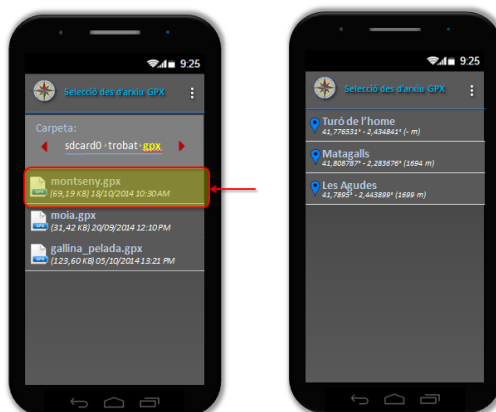 9:25
Selecció des d'arxiu GPX
Carpeta:
sdcard0 · trobat · gpx
montseny.gpx
(69,19 KB) 18/10/2014 10:30 AM
moia.gpx
(31,42 KB) 20/09/2014 12:10 PM
gallina_pelada.gpx
(123,60 KB) 05/10/2014 13:21 PM
9:25
Selecció des d'arxiu GPX
Turó de l'home
41,776531° - 2,434841° (- m)
Matagalls
41,808787° - 2,283676° (1694 m)
Les Agudes
41,7895° - 2,443899° (1699 m)